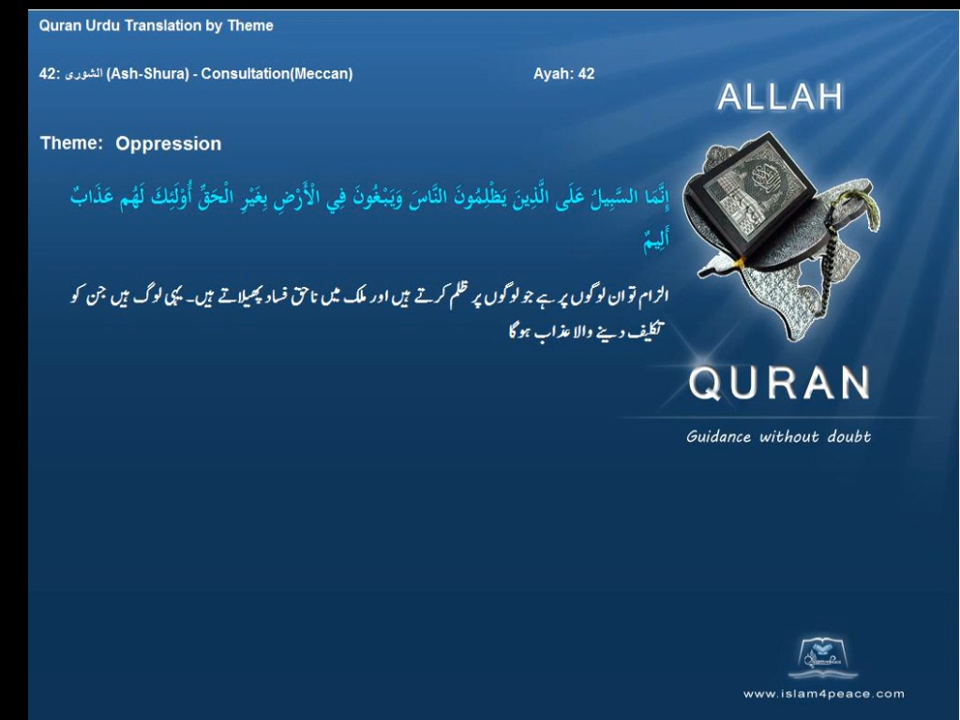 Quran Urdu Translation by Theme
42: الشورى (Ash-Shura) - Consultation(Meccan) Ayah: 42
Theme: Oppression
إِنَّمَا السَّبِيلُ عَلَى الَّذِينَ يَظْلِمُونَ النَّاسَ وَيَبْغُونَ فِي الْأَرْضِ بِغَيْرِ الْحَقِّ أُوْلَئِكَ لَهُم عَذَابٌ
أَلِيمٌ
الزام تو ان لوگوں پر ہے جو لوگوں پر ظلم کرتے ہیں اور ملک میں ناحق فساد پھیلاتے ہیں۔ یہی لوگ ہیں جن کو
تکلیف دینے والا عذاب ہوگا
ALLAH
QURAN
Guidance without doubt
www.islam4peace.com